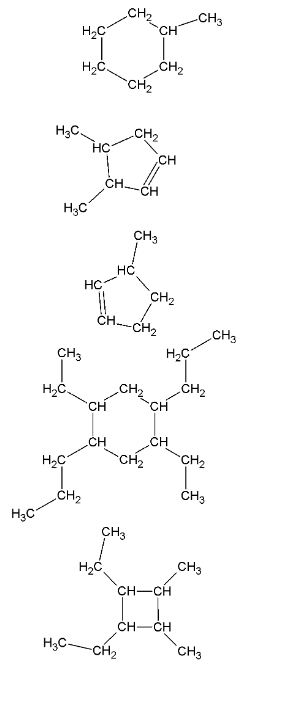 CH2
H2C CH CH3
H2C CH2
CH2
H3C CH2
HC CH
CH CH
H3C
CH3
HC
HC CH2
CH CH2
CH3
CH3 H2C
H2C CH2 CH2
CH CH
CH CH
H2C CH2 CH2
CH2 CH3
H3C
CH3
H2C CH3
CH CH
CH CH
H3C CH2 CH3